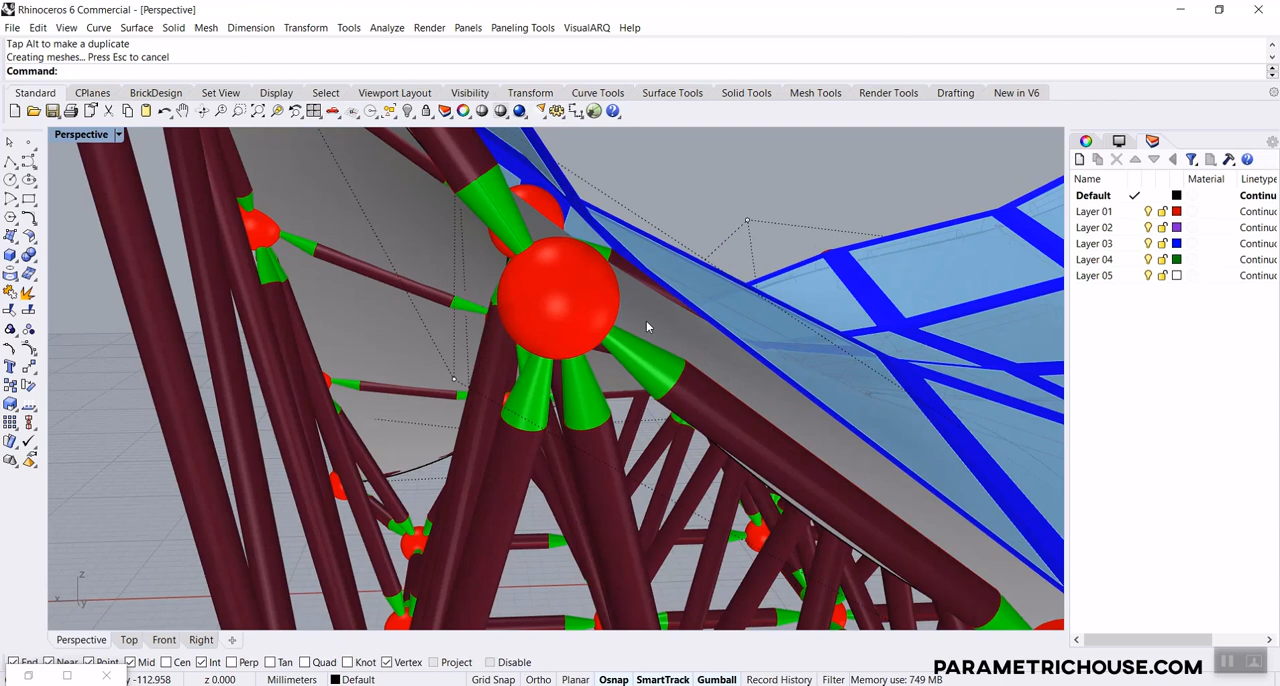 Rhinoceros 6 Commercial - [Perspective]
File Edit View Curve Surface Solid Mesh Dimension Transform Tools Analyze Render Panels Paneling Tools VisualARQ Help
Tap Alt to make a duplicate
Creating meshes... Press Esc to cancel
Command:
Standard CPlanes BrickDesign Set View Display Select Viewport Layout Visibility Transform Curve Tools Surface Tools Solid Tools Mesh Tools Render Tools Drafting New in V6
Perspective
Name Material Linetype
Default Continu
Layer 01 Continuc
Layer 02 Continuc
Layer 03 Continuc
Layer 04 Continuc
Layer 05 Continuc
z
x y
Perspective Top Front Right
End Near Point Mid Cen Int Perp Tan Quad Knot Vertex Project Disable
y -112.958 z 0.000 Millimeters Default Grid Snap Ortho Planar Osnap SmartTrack Gumball Record History Filter Memory use: 749 MB
PARAMETRICHOUSE.COM